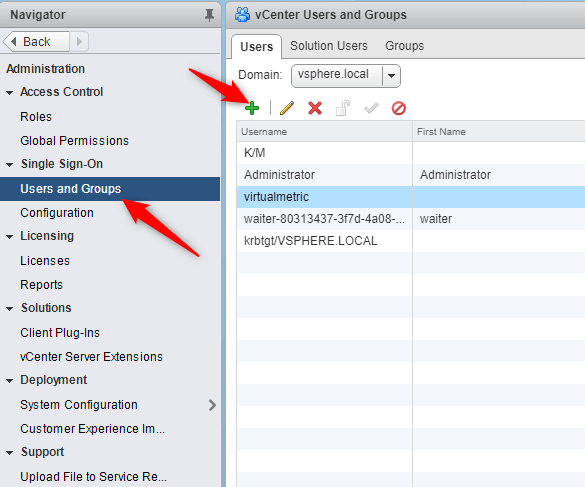 Navigator
Back
Administration
Access Control
Roles
Global Permissions
Single Sign-On
Users and Groups
Configuration
Licensing
Licenses
Reports
Solutions
Client Plug-Ins
vCenter Server Extensions
Deployment
System Configuration
Customer Experience Im...
Support
Upload File to Service Re...
vCenter Users and Groups
Users Solution Users Groups
Domain: vsphere.local
Username First Name
K/M
Administrator Administrator
virtualmetric
waiter-80313437-3f7d-4a08-... waiter
krbtgt/VSPHERE.LOCAL